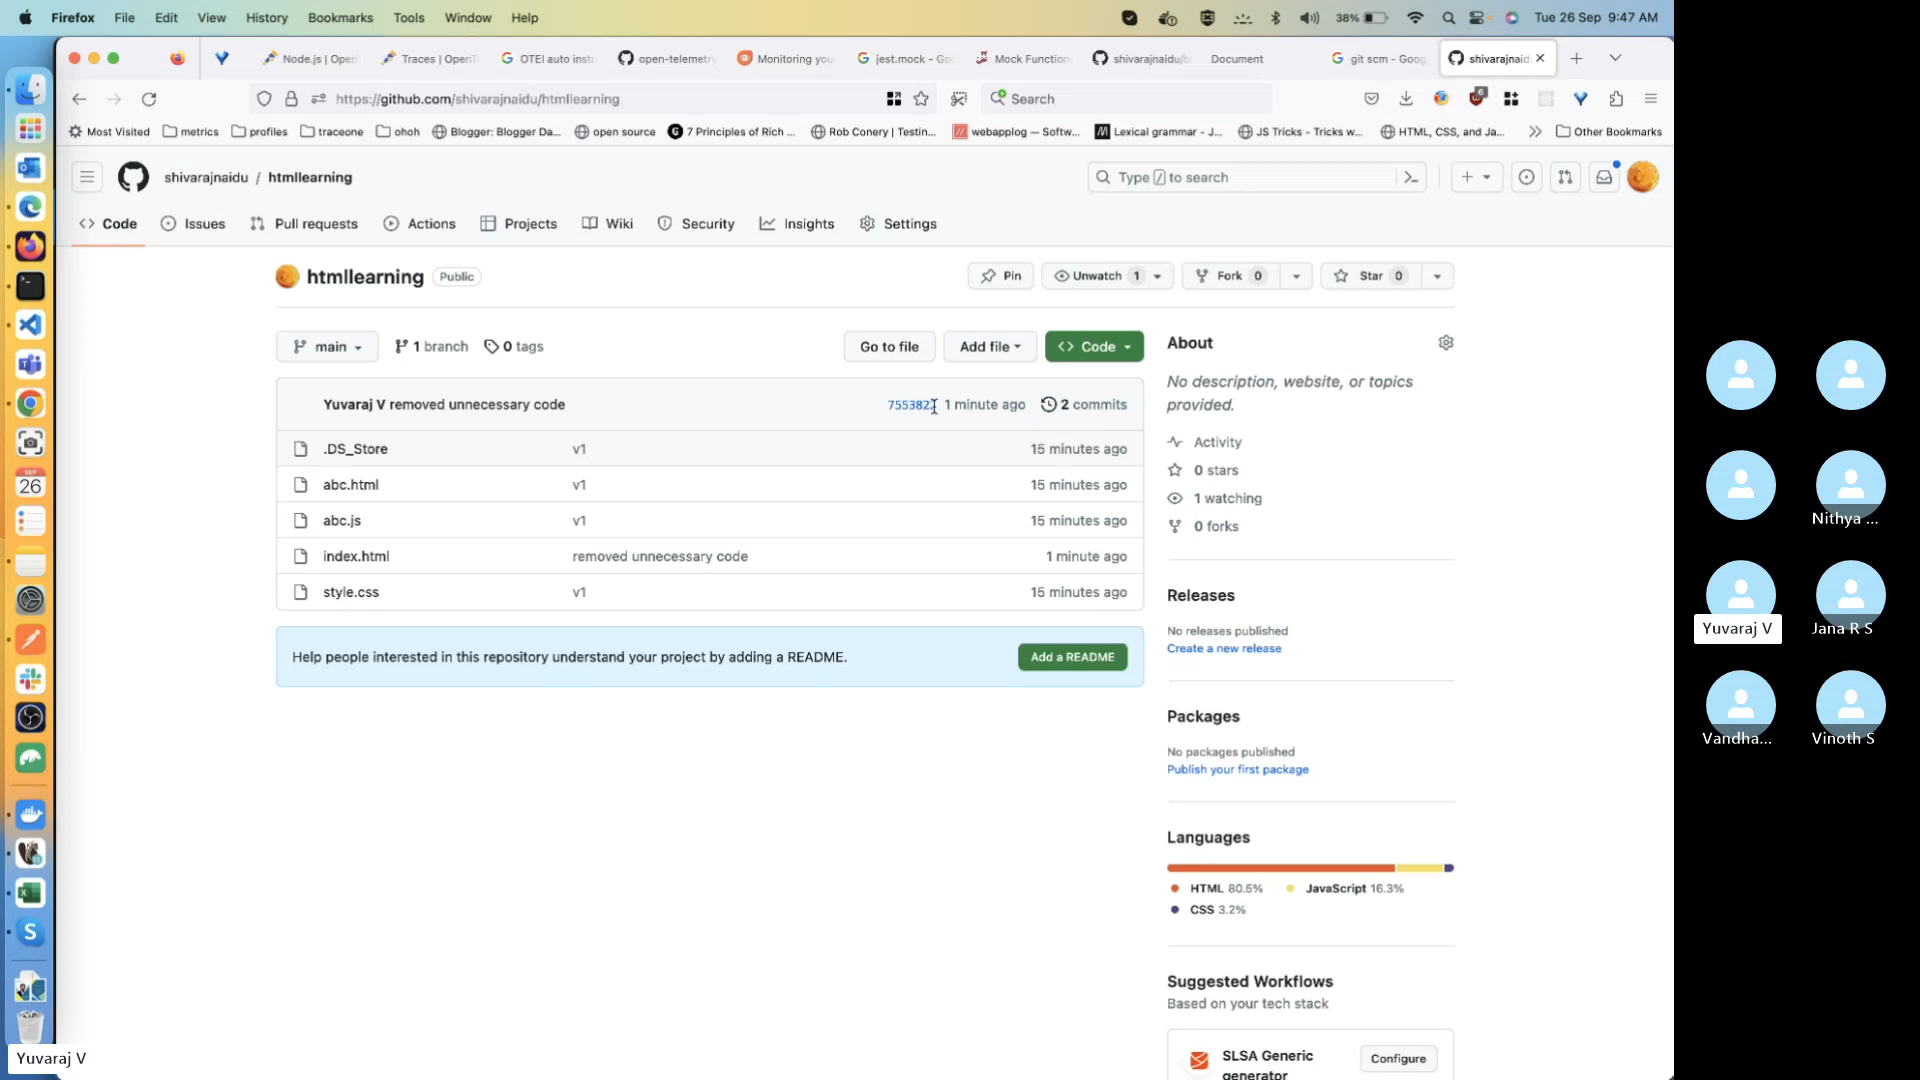 Firefox File Edit View History Bookmarks Tools Window Help 38% Tue 26 Sep 9:47 AM
Node.js | Open Traces | OpenT OTEl auto inst open-telemetry Monitoring you jest.mock - Go Mock Function shivarajnaidu/b Document git scm - Goog shivarajnaid
https://github.com/shivarajnaidu/htmllearning Search 6
Most Visited metrics profiles traceone ohoh Blogger: Blogger Da... open source 7 Principles of Rich ... Rob Conery | Testin... webapplog — Softw... Lexical grammar - J... JS Tricks - Tricks w... HTML, CSS, and Ja... Other Bookmarks
shivarajnaidu / htmllearning Type / to search
Code Issues Pull requests Actions Projects Wiki Security Insights Settings
htmllearning Public Pin Unwatch 1 Fork 0 Star 0
main 1 branch 0 tags Go to file Add file Code
About
No description, website, or topics
provided.
Yuvaraj V removed unnecessary code 1 minute ago 2 commits
.DS_Store v1 15 minutes ago
abc.html v1 15 minutes ago
abc.js v1 15 minutes ago
index.html removed unnecessary code 1 minute ago
style.css v1 15 minutes ago
Help people interested in this repository understand your project by adding a README. Add a README
Activity
0 stars
1 watching
0 forks
Releases
No releases published
Create a new release
Packages
No packages published
Publish your first package
Languages
HTML 80.5% JavaScript 16.3%
CSS 3.2%
Suggested Workflows
Based on your tech stack
SLSA Generic
generator
Configure
SEP
26
S
Yuvaraj V
Nithya ...
Yuvaraj V Jana R S
Vandha... Vinoth S